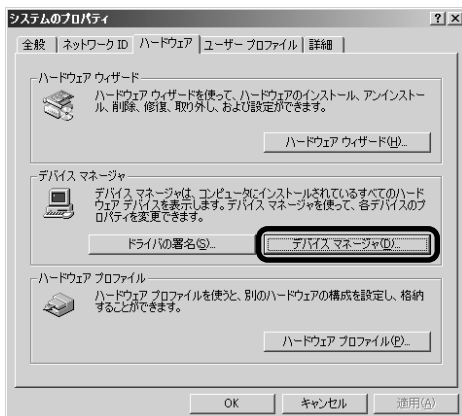 システムのプロパティ
全般 ネットワーク ID ハードウェア ユーザー プロファイル 詳細
ハードウェア ウィザード
ハードウェア ウィザードを使って、ハードウェアのインストール、アンインストー
ル、削除、修復、取り外し、および設定ができます。
ハードウェア ウィザード(H)...
デバイス マネージャ
デバイス マネージャは、コンピュータにインストールされているすべてのハード
ウェア デバイスを表示します。デバイス マネージャを使って、各デバイスのプ
ロパティを変更できます。
ドライバの署名(S)... デバイス マネージャ(D)...
ハードウェア プロファイル
ハードウェア プロファイルを使うと、別のハードウェアの構成を設定し、格納
することができます。
ハードウェア プロファイル(P)...
OK キャンセル 適用(A)